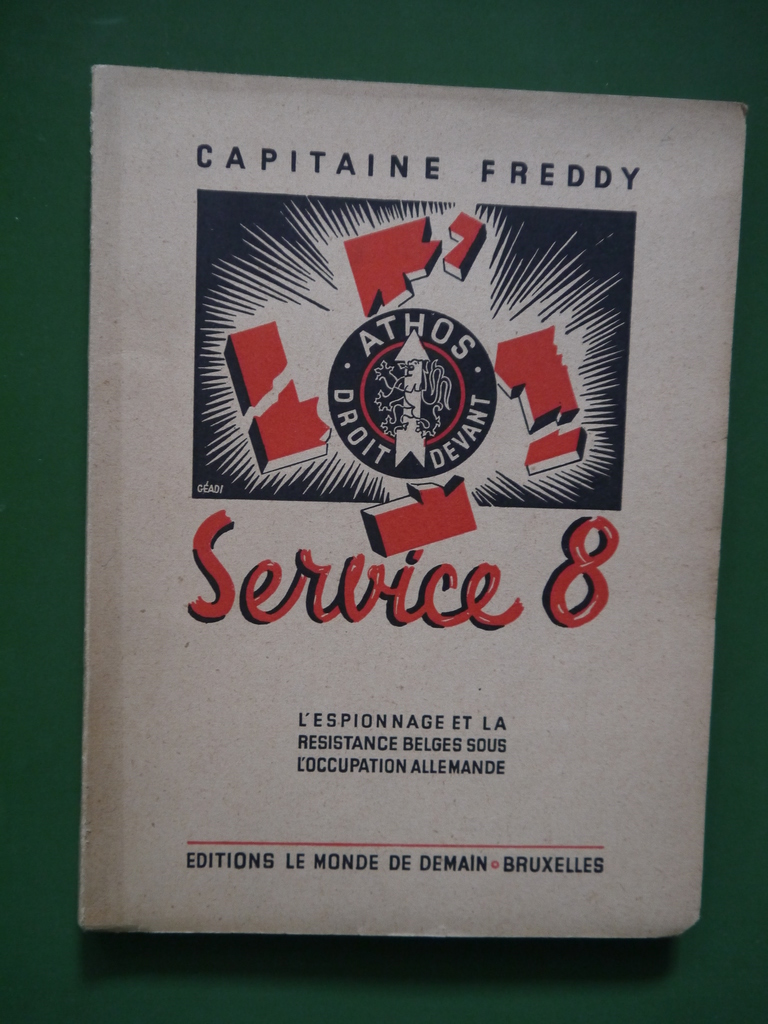 CAPITAINE FREDDY
· ATHOS ·
DROIT DEVANT
GÉADI
Service 8
L'ESPIONNAGE ET LA
RESISTANCE BELGES SOUS
L'OCCUPATION ALLEMANDE
EDITIONS LE MONDE DE DEMAIN • BRUXELLES